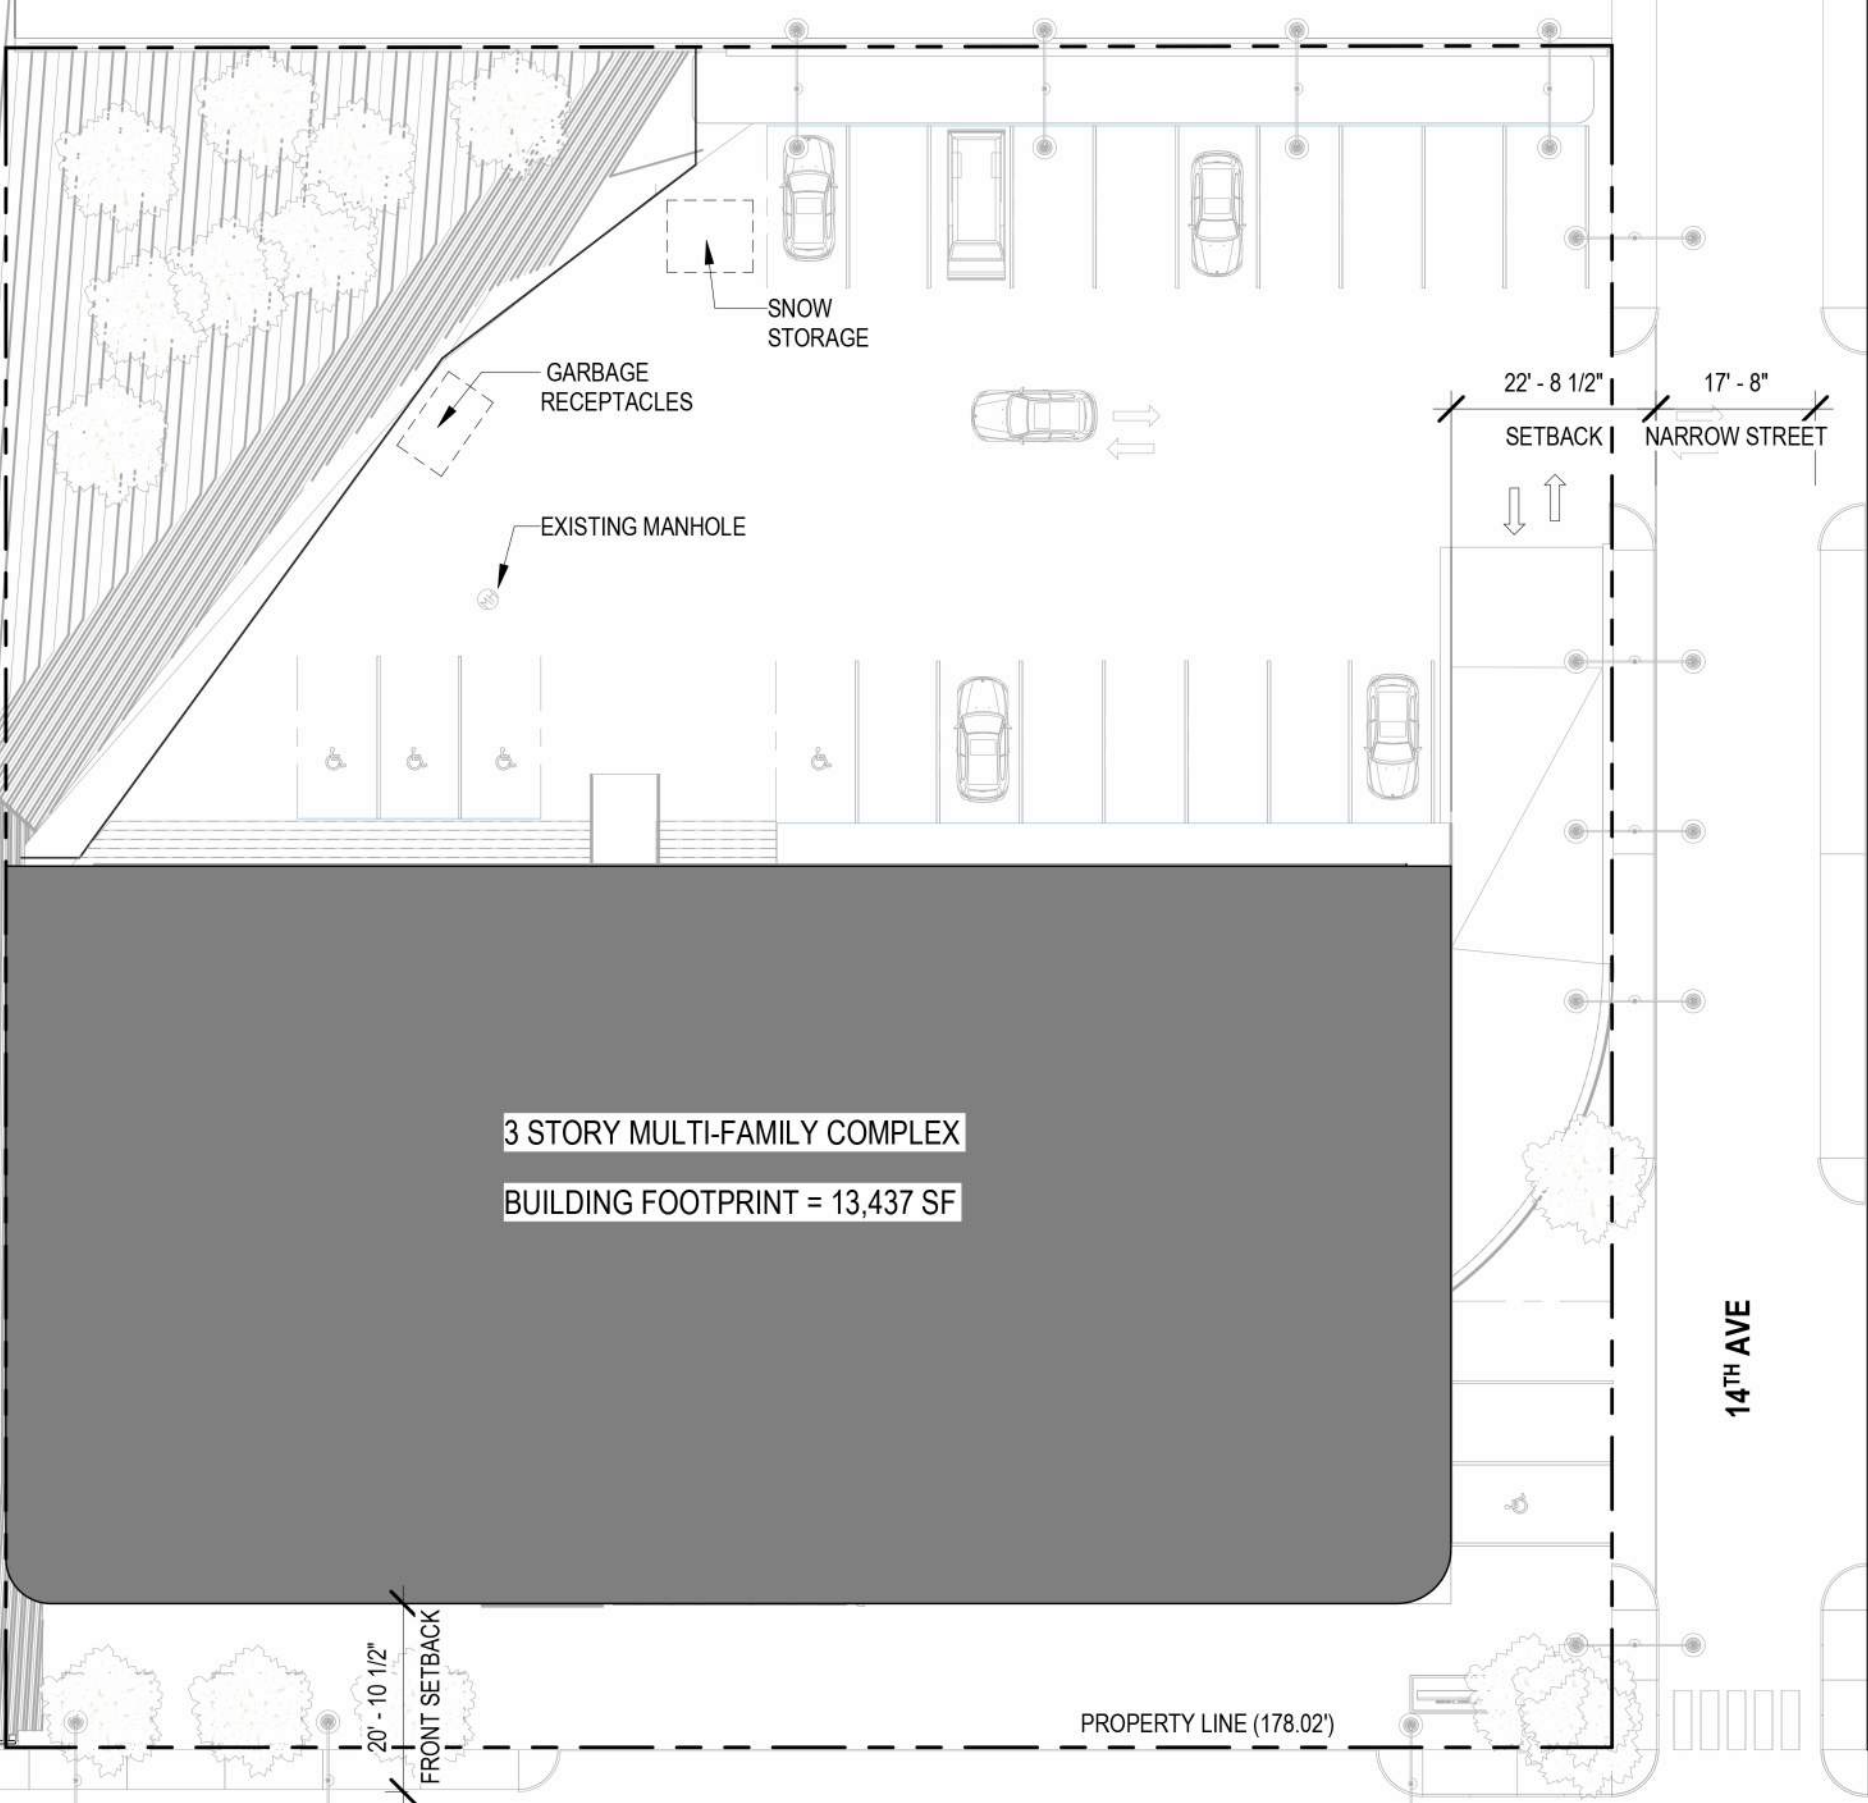 SNOW
STORAGE
GARBAGE
RECEPTACLES
22' - 8 1/2"
17' - 8"
SETBACK
NARROW STREET
EXISTING MANHOLE
MH
3 STORY MULTI-FAMILY COMPLEX
BUILDING FOOTPRINT = 13,437 SF
14TH AVE
20' - 10 1/2"
FRONT SETBACK
PROPERTY LINE (178.02')